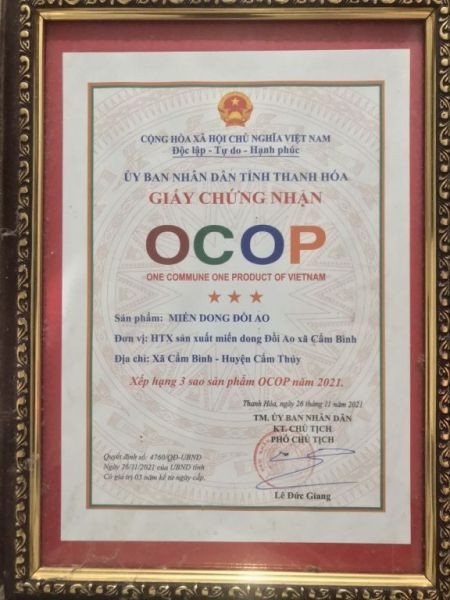 CỘNG HÒA XÃ HỘI CHỦ NGHĨA VIỆT NAM
Độc lập - Tự do - Hạnh phúc
ỦY BAN NHÂN DÂN TỈNH THANH HÓA
GIẤY CHỨNG NHẬN
OCOP
ONE COMMUNE ONE PRODUCT OF VIETNAM
Sản phẩm: MIẾN DONG ĐỒI AO
Đơn vị: HTX sản xuất miến dong Đồi Ao xã Cẩm Bình
Địa chỉ: Xã Cẩm Bình - Huyện Cẩm Thủy
Xếp hạng 3 sao sản phẩm OCOP năm 2021.
Thanh Hóa, ngày 26 tháng 11 năm 2021
TM. ỦY BAN NHÂN DÂN
KT. CHỦ TỊCH
PHÓ CHỦ TỊCH
Quyết định số: 4760/QĐ-UBND
Ngày 26/11/2021 của UBND tỉnh
Có giá trị 03 năm kể từ ngày cấp.
Lê Đức Giang